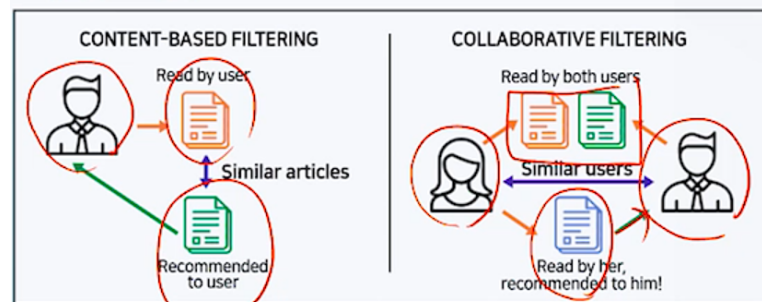 CONTENT-BASED FILTERING
Read by user
Similar articles
Recommended
to user
COLLABORATIVE FILTERING
Read by both users
Similar users
Read by her,
recommended to him!